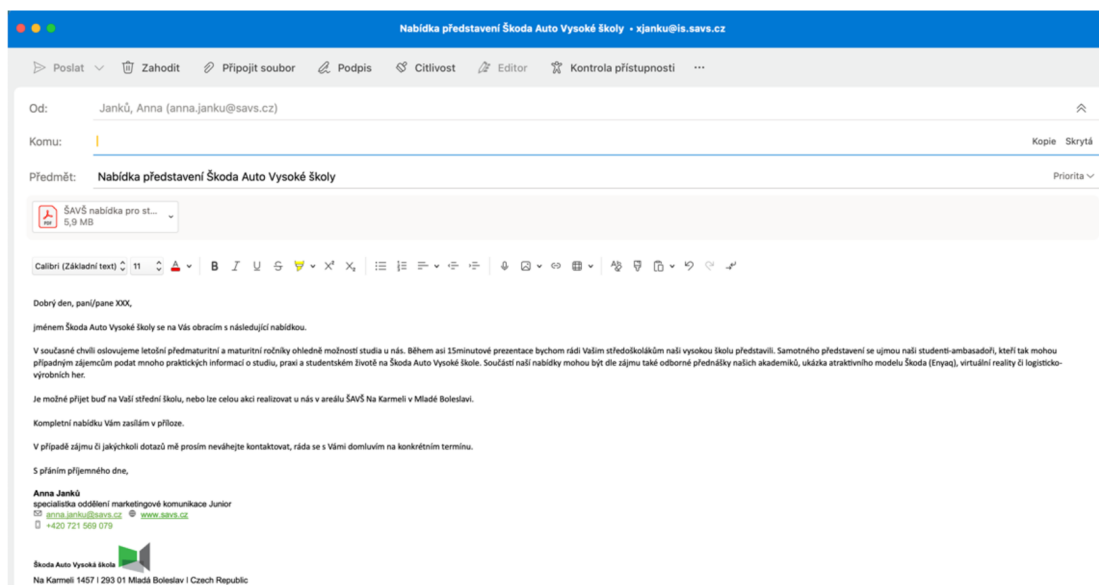 Nabídka představení Škoda Auto Vysoké školy • xjanku@is.savs.cz
Poslat Zahodit Připojit soubor Podpis Citlivost Editor Kontrola přístupnosti ...
Od: Janků, Anna (anna.janku@savs.cz)
Komu: Kopie Skrytá
Předmět: Nabídka představení Škoda Auto Vysoké školy Priorita
ŠAVŠ nabídka pro st...
PDF 5,9 MB
Calibri (Základní text) 11
Dobrý den, paní/pane XXX,
jménem Škoda Auto Vysoké školy se na Vás obracím s následující nabídkou.
V současné chvíli oslovujeme letošní předmaturitní a maturitní ročníky ohledně možností studia u nás. Během asi 15minutové prezentace bychom rádi Vašim středoškolákům naši vysokou školu představili. Samotného představení se ujmou naši studenti-ambasadoři, kteří tak mohou
případným zájemcům podat mnoho praktických informací o studiu, praxi a studentském životě na Škoda Auto Vysoké škole. Součástí naší nabídky mohou být dle zájmu také odborné přednášky našich akademiků, ukázka atraktivního modelu Škoda (Enyaq), virtuální reality či logisticko-
výrobních her.
Je možné přijet buď na Vaší střední školu, nebo lze celou akci realizovat u nás v areálu ŠAVŠ Na Karmeli v Mladé Boleslavi.
Kompletní nabídku Vám zasílám v příloze.
V případě zájmu či jakýchkoli dotazů mě prosím neváhejte kontaktovat, ráda se s Vámi domluvím na konkrétním termínu.
S přáním příjemného dne,
Anna Janků
specialistka oddělení marketingové komunikace Junior
anna.janku@savs.cz www.savs.cz
+420 721 569 079
Škoda Auto Vysoká škola
Na Karmeli 1457 | 293 01 Mladá Boleslav | Czech Republic